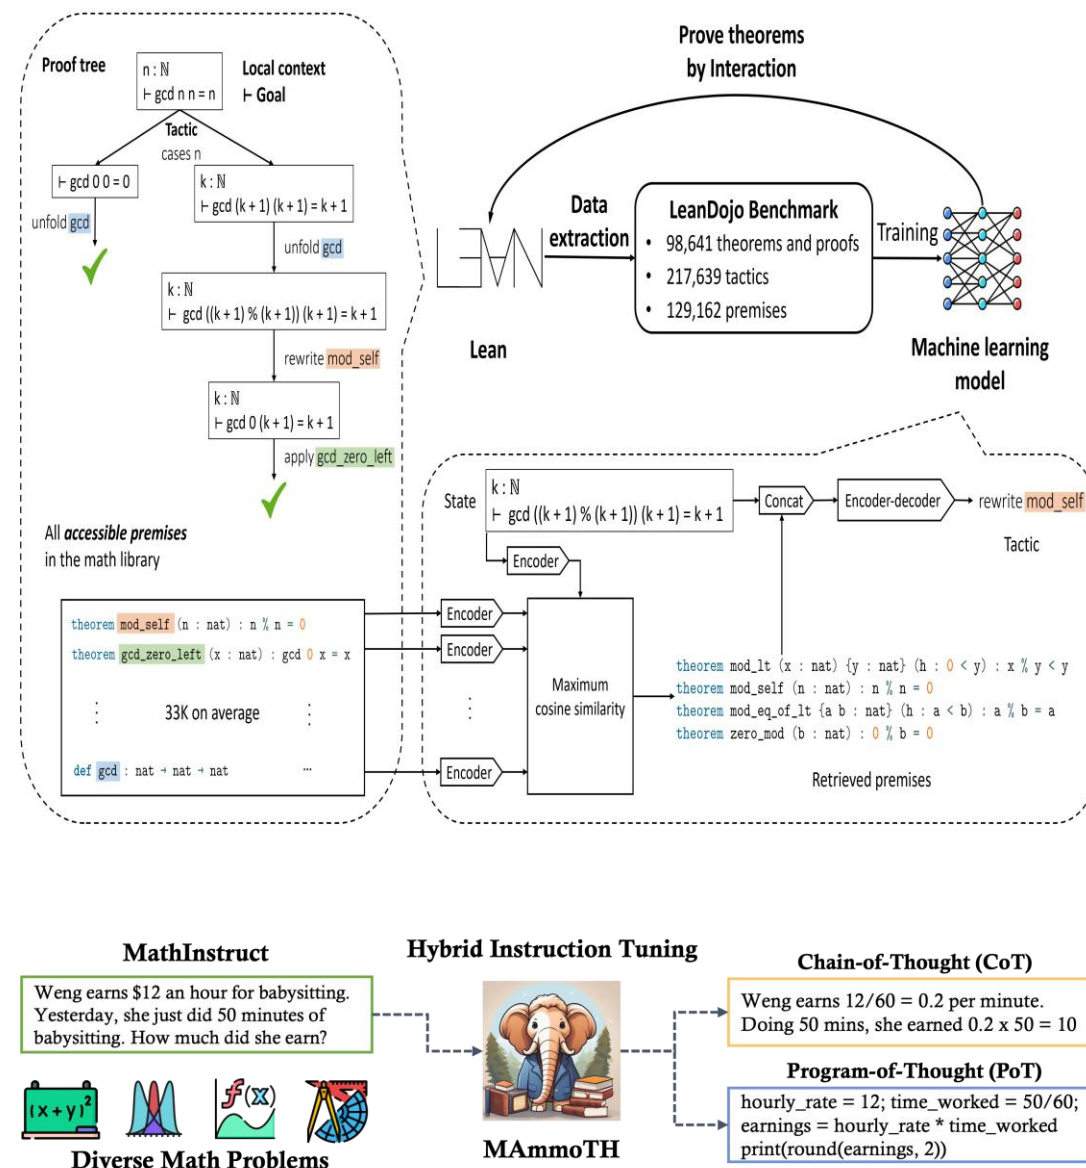 Proof tree
n : ℕ
⊢ gcd n n = n
Local context
⊢ Goal
Tactic
cases n
⊢ gcd 0 0 = 0
k : ℕ
⊢ gcd (k + 1) (k + 1) = k + 1
unfold gcd
unfold gcd
k : ℕ
⊢ gcd ((k + 1) % (k + 1)) (k + 1) = k + 1
rewrite mod_self
k : ℕ
⊢ gcd 0 (k + 1) = k + 1
apply gcd_zero_left
All accessible premises
in the math library
theorem mod_self (n : nat) : n % n = 0
theorem gcd_zero_left (x : nat) : gcd 0 x = x
33K on average
def gcd : nat → nat → nat ...
Prove theorems
by Interaction
LEAN
Lean
Data
extraction
LeanDojo Benchmark
• 98,641 theorems and proofs
• 217,639 tactics
• 129,162 premises
Training
Machine learning
model
State
k : ℕ
⊢ gcd ((k + 1) % (k + 1)) (k + 1) = k + 1
Concat
Encoder-decoder
rewrite mod_self
Tactic
Encoder
Encoder
Encoder
Encoder
Maximum
cosine similarity
theorem mod_lt (x : nat) {y : nat} (h : 0 < y) : x % y < y
theorem mod_self (n : nat) : n % n = 0
theorem mod_eq_of_lt {a b : nat} (h : a < b) : a % b = a
theorem zero_mod (b : nat) : 0 % b = 0
Retrieved premises
MathInstruct
Weng earns $12 an hour for babysitting.
Yesterday, she just did 50 minutes of
babysitting. How much did she earn?
(x + y)²
f(x)
Diverse Math Problems
Hybrid Instruction Tuning
MAmmoTH
Chain-of-Thought (CoT)
Weng earns 12/60 = 0.2 per minute.
Doing 50 mins, she earned 0.2 x 50 = 10
Program-of-Thought (PoT)
hourly_rate = 12; time_worked = 50/60;
earnings = hourly_rate * time_worked
print(round(earnings, 2))